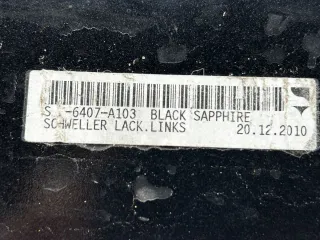 -6407-A103 BLACK SAPPHIRE
SCHWELLER LACK.LINKS 20.12.2010